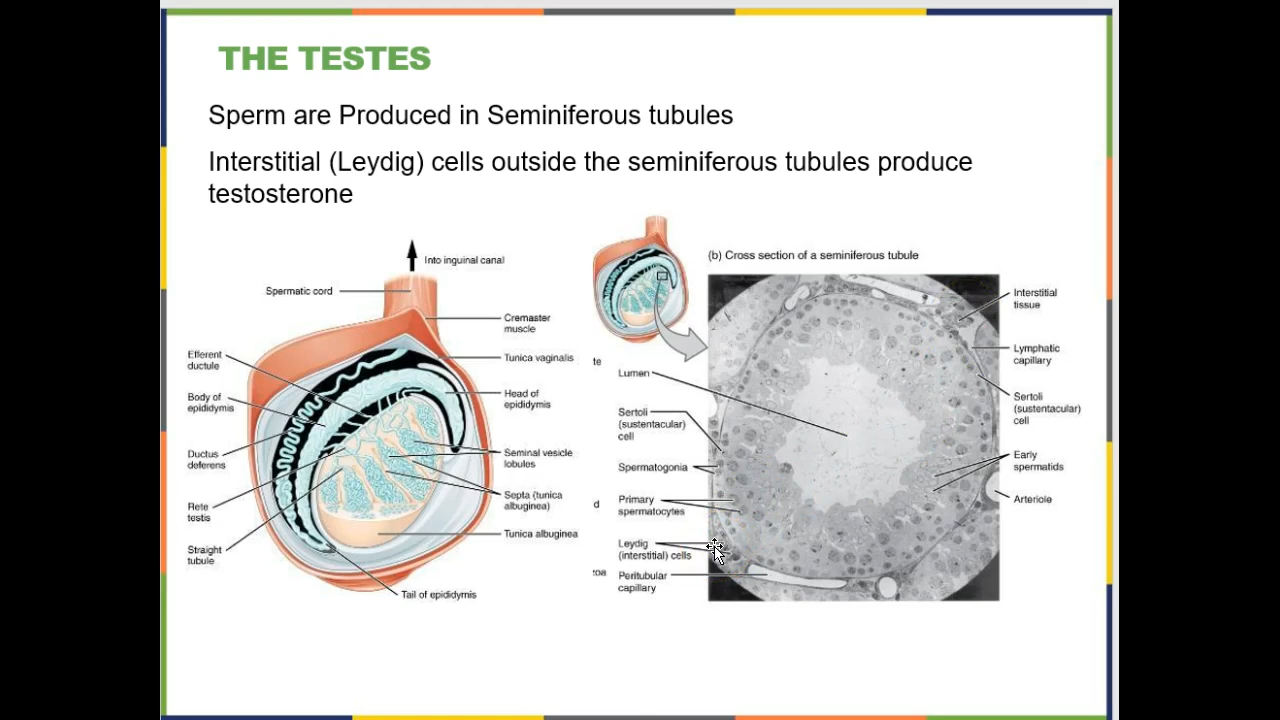 THE TESTES
Sperm are Produced in Seminiferous tubules
Interstitial (Leydig) cells outside the seminiferous tubules produce
testosterone
Into inguinal canal
Spermatic cord
Cremaster
muscle
Efferent
ductule
Tunica vaginalis
Body of
epididymis
Head of
epididymis
Ductus
deferens
Seminal vesicle
lobules
Rete
testis
Septa (tunica
albuginea)
Straight
tubule
Tunica albuginea
Tail of epididymis
te
d
zoa
(b) Cross section of a seminiferous tubule
Lumen
Sertoli
(sustentacular)
cell
Spermatogonia
Primary
spermatocytes
Leydig
(interstitial) cells
Peritubular
capillary
Interstitial
tissue
Lymphatic
capillary
Sertoli
(sustentacular)
cell
Early
spermatids
Arteriole